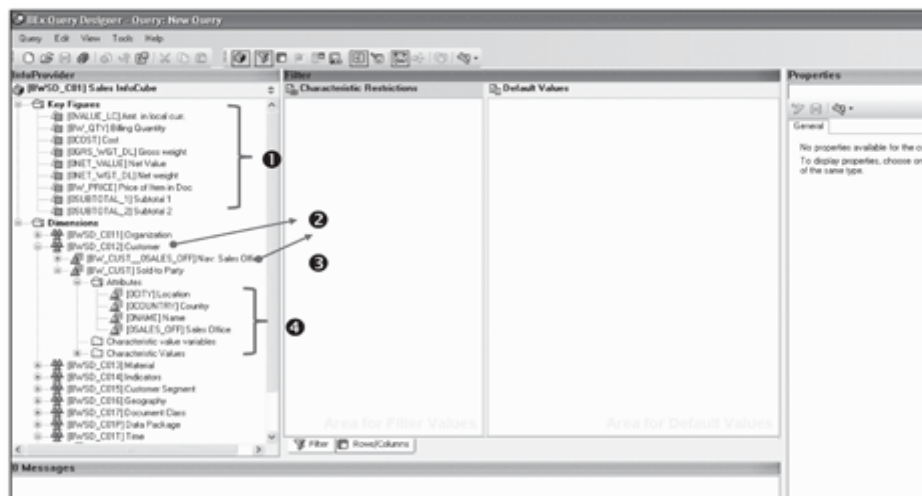 BEx Query Designer - Query: New Query
Query Edit View Tools Help
InfoProvider
[BWSD_C01] Sales InfoCube
Key Figures
[0VALUE_LC] Amt. in local curr.
[BW_QTY] Billing Quantity
[0COST] Cost
[0GRS_WGT_DL] Gross weight
[0NET_VALUE] Net Value
[0NET_WGT_DL] Net weight
[BW_PRICE] Price of Item in Doc
[0SUBTOTAL_1] Subtotal 1
[0SUBTOTAL_2] Subtotal 2
Dimensions
[BWSD_C011] Organization
[BWSD_C012] Customer
[BW_CUST__0SALES_OFF] Nav: Sales Offic
[BW_CUST] Sold-to Party
Attributes
[0CITY] Location
[0COUNTRY] Country
[0NAME] Name
[0SALES_OFF] Sales Office
Characteristic value variables
Characteristic Values
[BWSD_C013] Material
[BWSD_C014] Indicators
[BWSD_C015] Customer Segment
[BWSD_C016] Geography
[BWSD_C017] Document Class
[BWSD_C01P] Data Package
[BWSD_C01T] Time
1
2
3
4
Filter
Characteristic Restrictions
Default Values
Area for Filter Values
Area for Default Values
Filter Rows/Columns
Properties
General
No properties available for the c
To display properties, choose on
of the same type.
0 Messages